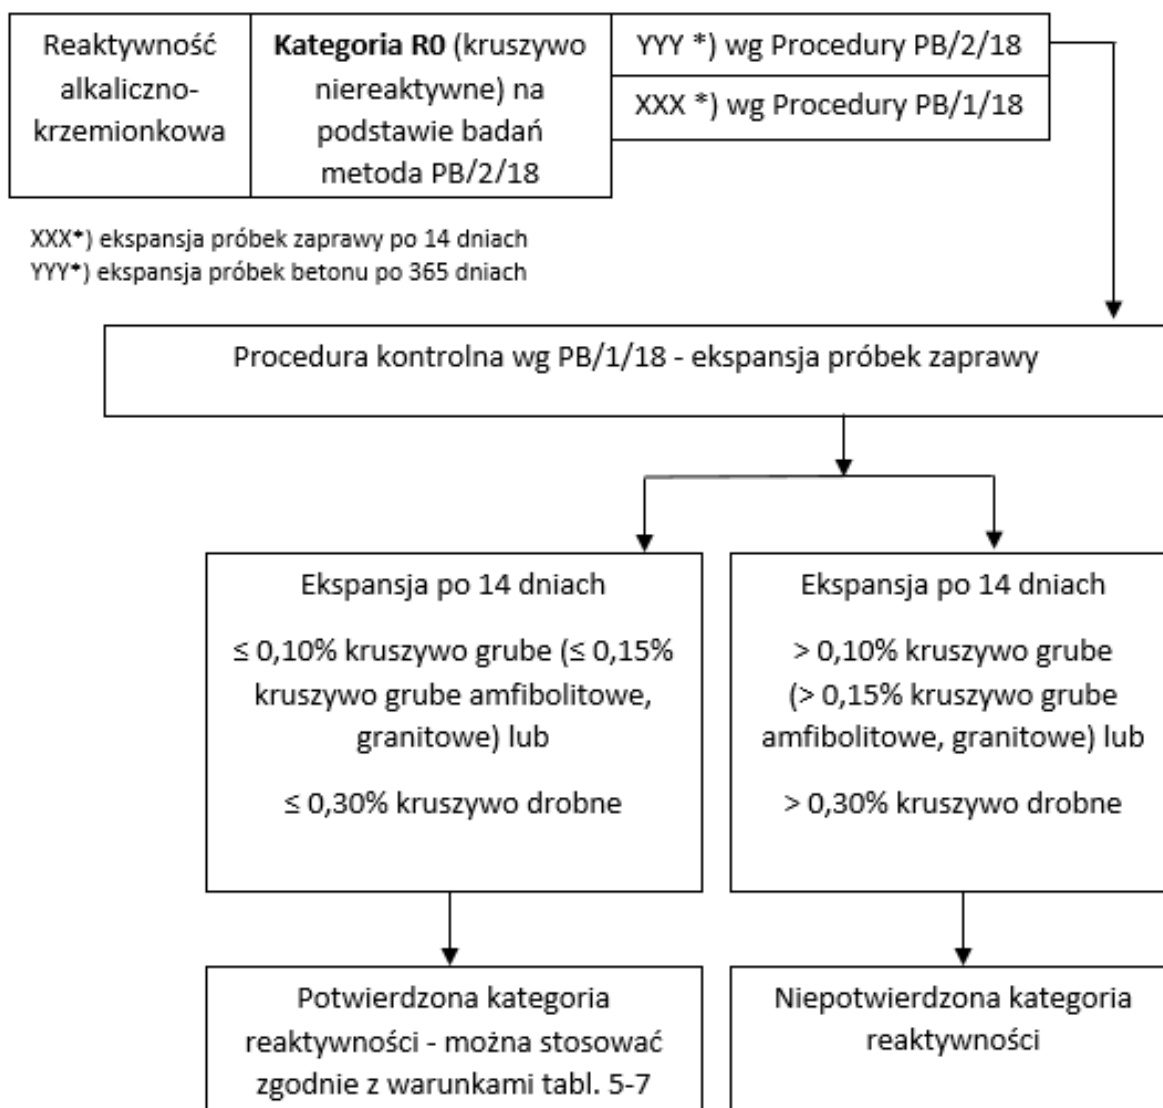 Reaktywność
alkaliczno-
krzemionkowa
Kategoria R0 (kruszywo
niereaktywne) na
podstawie badań
metoda PB/2/18
YYY *) wg Procedury PB/2/18
XXX *) wg Procedury PB/1/18
XXX*) ekspansja próbek zaprawy po 14 dniach
YYY*) ekspansja próbek betonu po 365 dniach
Procedura kontrolna wg PB/1/18 - ekspansja próbek zaprawy
Ekspansja po 14 dniach
≤ 0,10% kruszywo grube (≤ 0,15%
kruszywo grube amfibolitowe,
granitowe) lub
≤ 0,30% kruszywo drobne
Ekspansja po 14 dniach
> 0,10% kruszywo grube
(> 0,15% kruszywo grube
amfibolitowe, granitowe) lub
> 0,30% kruszywo drobne
Potwierdzona kategoria
reaktywności - można stosować
zgodnie z warunkami tabl. 5-7
Niepotwierdzona kategoria
reaktywności